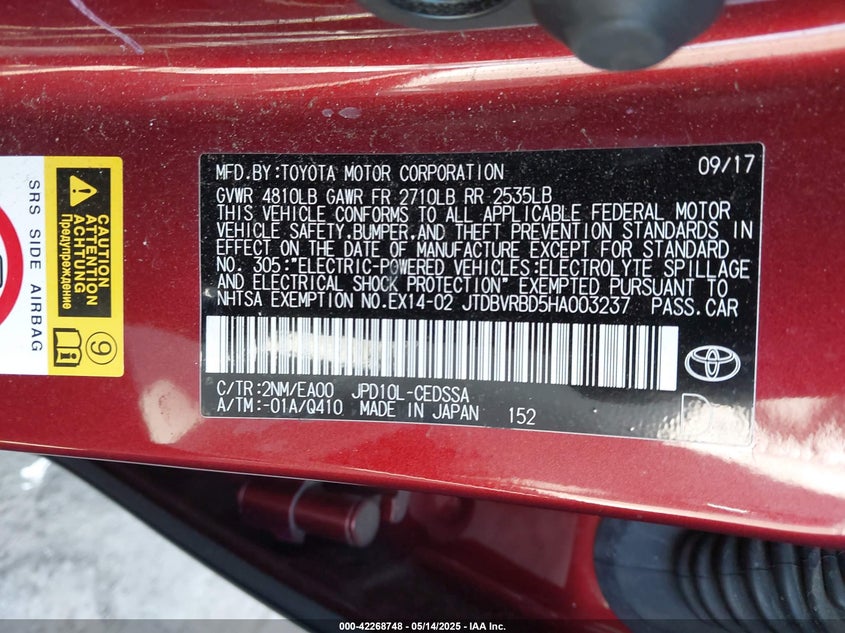 MFD.BY:TOYOTA MOTOR CORPORATION 09/17
GVWR 4810LB GAWR FR 2710LB RR 2535LB
THIS VEHICLE CONFORMS TO ALL APPLICABLE FEDERAL MOTOR
VEHICLE SAFETY,BUMPER,AND THEFT PREVENTION STANDARDS IN
EFFECT ON THE DATE OF MANUFACTURE EXCEPT FOR STANDARD
NO. 305:"ELECTRIC-POWERED VEHICLES:ELECTROLYTE SPILLAGE
AND ELECTRICAL SHOCK PROTECTION" EXEMPTED PURSUANT TO
NHTSA EXEMPTION NO.EX14-02 JTDBVRBD5HA003237 PASS.CAR
C/TR:2NM/EA00 JPD10L-CEDSSA
A/TM:-01A/Q410 MADE IN JAPAN 152
SRS SIDE AIRBAG
CAUTION
ATTENTION
ACHTUNG
Предупреждение
9
000-42268748 - 05/14/2025 - IAA Inc.